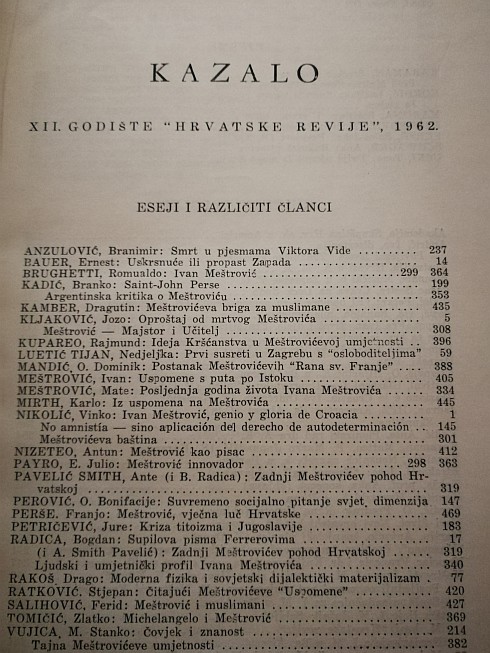 KAZALO
XII. GODIŠTE "HRVATSKE REVIJE", 1962.
ESEJI I RAZLIČITI ČLANCI
ANZULOVIĆ, Branimir: Smrt u pjesmama Viktora Vide .......... 237
BAUER, Ernest: Uskrsnuće ili propast Zapada .......... 14
BRUGHETTI, Romualdo: Ivan Meštrović .......... 299 364
KADIĆ, Branko: Saint-John Perse .......... 199
Argentinska kritika o Meštroviću .......... 353
KAMBER, Dragutin: Meštrovićeva briga za muslimane .......... 435
KLJAKOVIĆ, Jozo: Oproštaj od mrtvog Meštrovića .......... 5
Meštrović — Majstor i Učitelj .......... 308
KUPAREO, Rajmund: Ideja Kršćanstva u Meštrovićevoj umjetnosti .. 396
LUETIĆ TIJAN, Nedjeljka: Prvi susreti u Zagrebu s "osloboditeljima" 59
MANDIĆ, O. Dominik: Postanak Meštrovićevih "Rana sv. Franje" .... 388
MEŠTROVIĆ, Ivan: Uspomene s puta po Istoku .......... 405
MEŠTROVIĆ, Mate: Posljednja godina života Ivana Meštrovića ...... 334
MIRTH, Karlo: Iz uspomena na Meštrovića .......... 445
NIKOLIĆ, Vinko: Ivan Meštrović, genio y gloria de Croacia .......... 1
No amnistía — sino aplicación del derecho de autodeterminación .. 145
Meštrovićeva baština .......... 301
NIZETEO, Antun: Meštrović kao pisac .......... 412
PAYRO, E. Julio: Meštrović innovador .......... 298 363
PAVELIĆ SMITH, Ante (i B. Radica): Zadnji Meštrovićev pohod Hr-
vatskoj .......... 319
PEROVIĆ, O. Bonifacije: Suvremeno socijalno pitanje svjet. dimenzija 147
PERŠE. Franjo: Meštrović, vječna luč Hrvatske .......... 469
PETRIČEVIĆ, Jure: Kriza titoizma i Jugoslavije .......... 183
RADICA, Bogdan: Supilova pisma Ferrerovima .......... 17
(i A. Smith Pavelić): Zadnji Meštrovićev pohod Hrvatskoj ...... 319
Ljudski i umjetnički profil Ivana Meštrovića .......... 340
RAKOŠ, Drago: Moderna fizika i sovjetski dijalektički materijalizam . 77
RATKOVIĆ, Stjepan: Čitajući Meštrovićeve "Uspomene" .......... 420
SALIHOVIĆ, Ferid: Meštrović i muslimani .......... 427
TOMIČIĆ, Zlatko: Michelangelo i Meštrović .......... 369
VUJICA, M. Stanko: Čovjek i znanost .......... 214
Tajna Meštrovićeve umjetnosti .......... 382